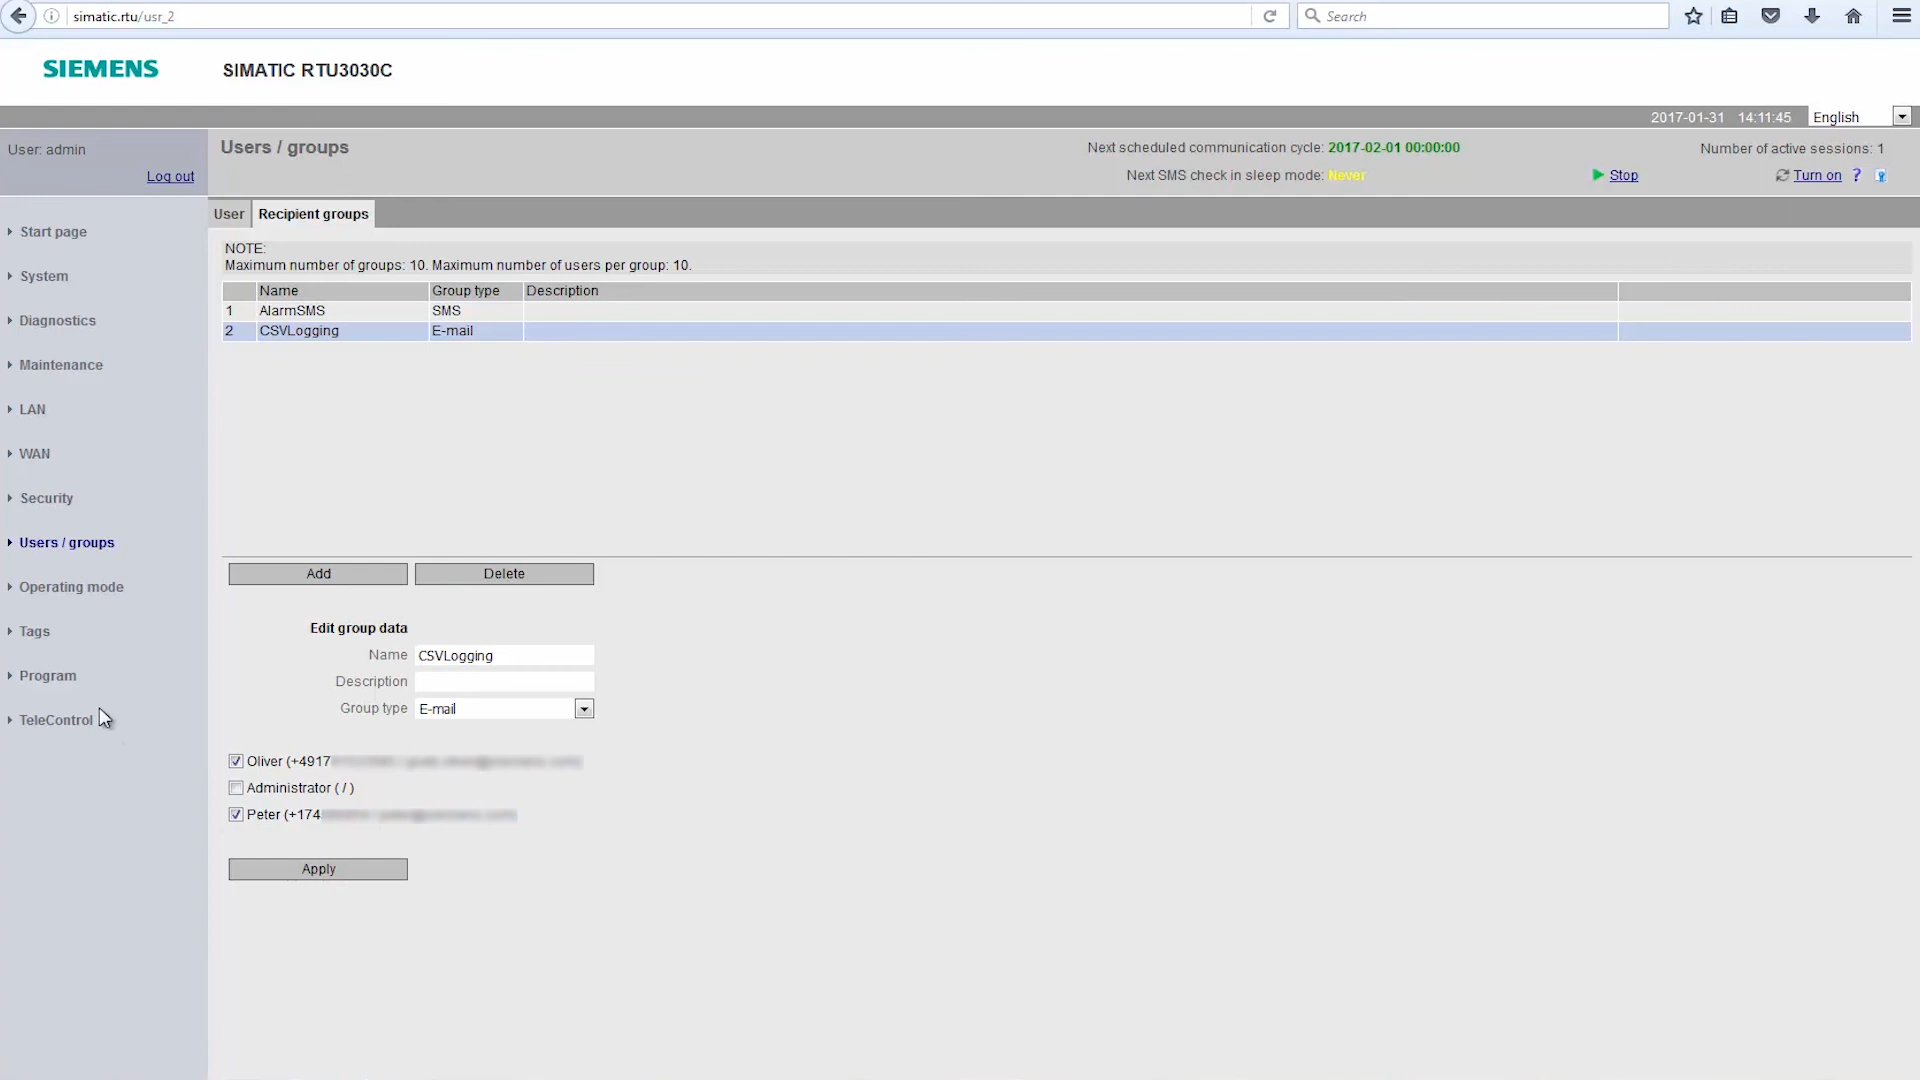 simatic.rtu/usr_2
Search
SIEMENS
SIMATIC RTU3030C
2017-01-31 14:11:45
English
User: admin
Log out
Users / groups
Next scheduled communication cycle: 2017-02-01 00:00:00
Number of active sessions: 1
Next SMS check in sleep mode: Never
Stop
Turn on ?
User
Recipient groups
NOTE:
Maximum number of groups: 10. Maximum number of users per group: 10.
Name Group type Description
1 AlarmSMS SMS
2 CSVLogging E-mail
Start page
System
Diagnostics
Maintenance
LAN
WAN
Security
Users / groups
Operating mode
Tags
Program
TeleControl
Add
Delete
Edit group data
Name CSVLogging
Description
Group type E-mail
Oliver (+4917
Administrator ( / )
Peter (+174
Apply